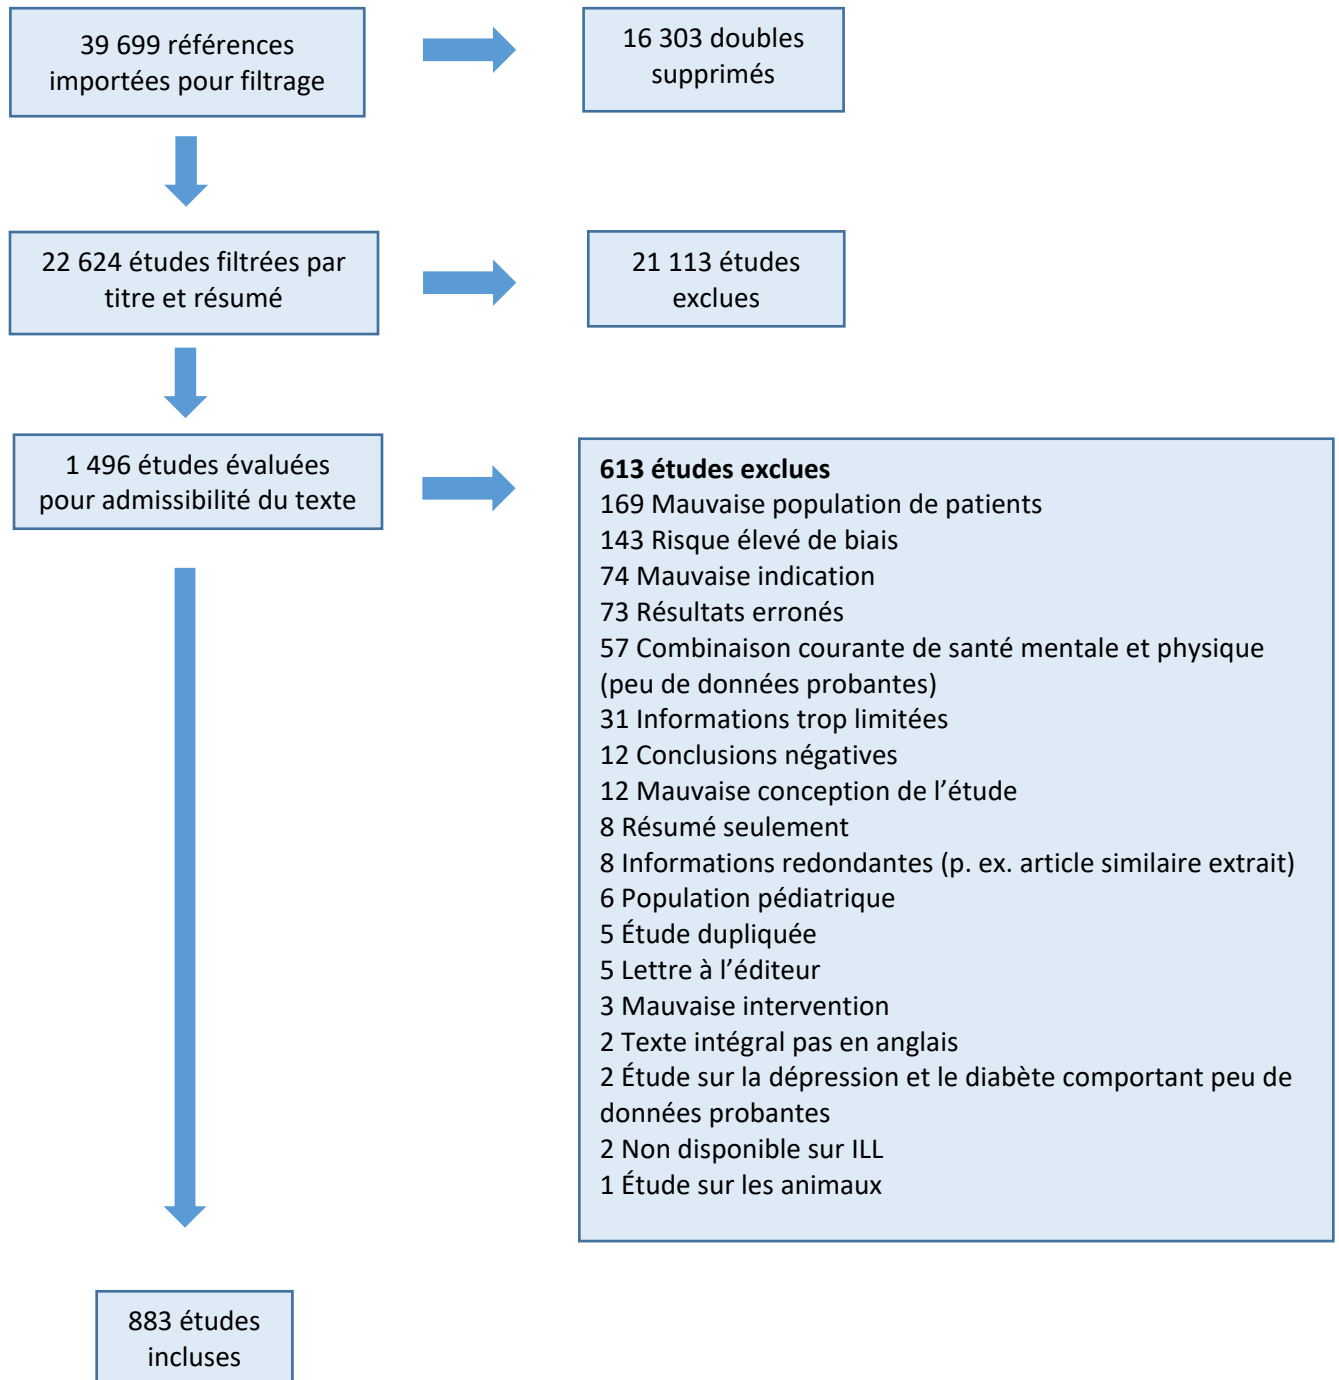 39 699 références
importées pour filtrage
16 303 doubles
supprimés
22 624 études filtrées par
titre et résumé
21 113 études
exclues
1 496 études évaluées
pour admissibilité du texte
613 études exclues
169 Mauvaise population de patients
143 Risque élevé de biais
74 Mauvaise indication
73 Résultats erronés
57 Combinaison courante de santé mentale et physique
(peu de données probantes)
31 Informations trop limitées
12 Conclusions négatives
12 Mauvaise conception de l’étude
8 Résumé seulement
8 Informations redondantes (p. ex. article similaire extrait)
6 Population pédiatrique
5 Étude dupliquée
5 Lettre à l’éditeur
3 Mauvaise intervention
2 Texte intégral pas en anglais
2 Étude sur la dépression et le diabète comportant peu de
données probantes
2 Non disponible sur ILL
1 Étude sur les animaux
883 études
incluses